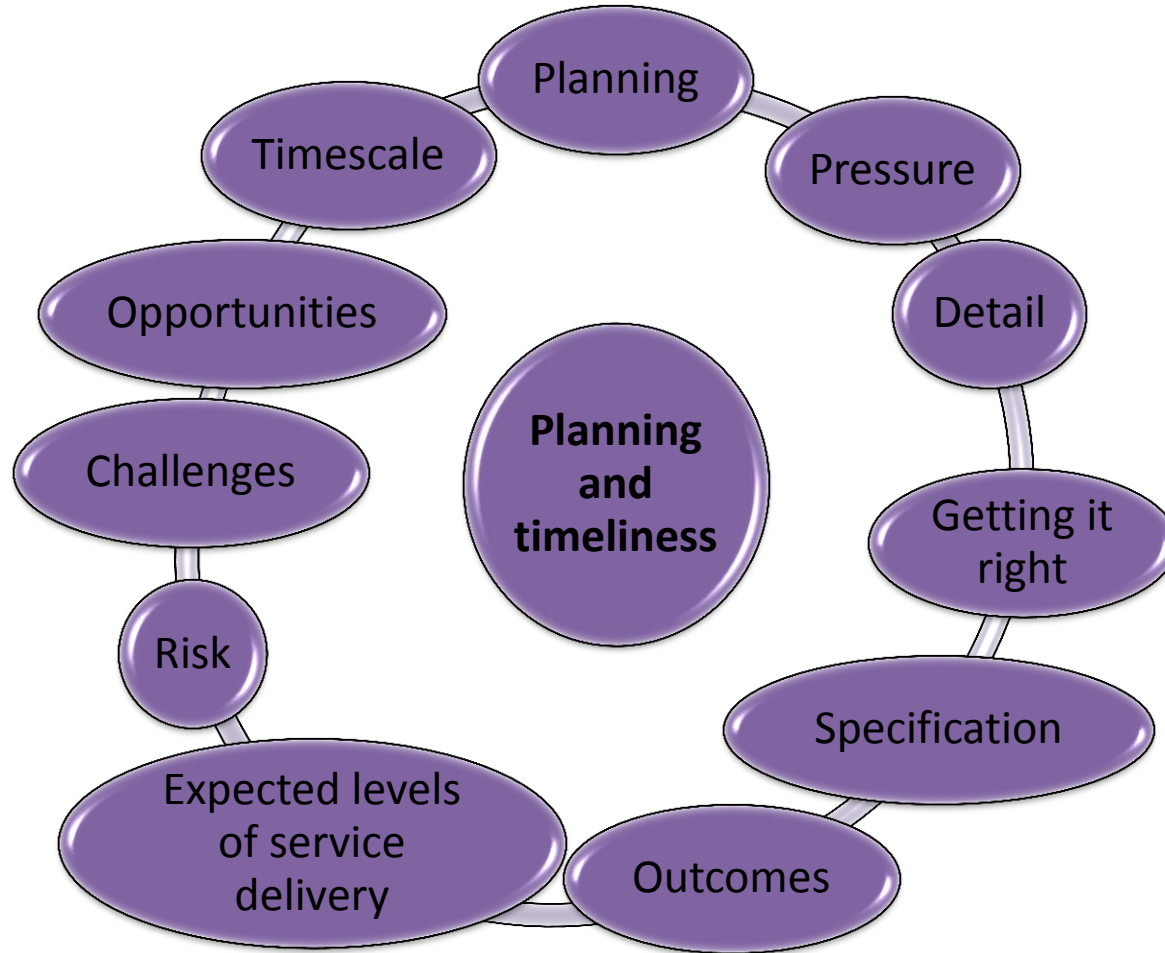 Planning
Pressure
Detail
Getting it
right
Specification
Outcomes
Expected levels
of service
delivery
Risk
Challenges
Opportunities
Timescale
Planning
and
timeliness